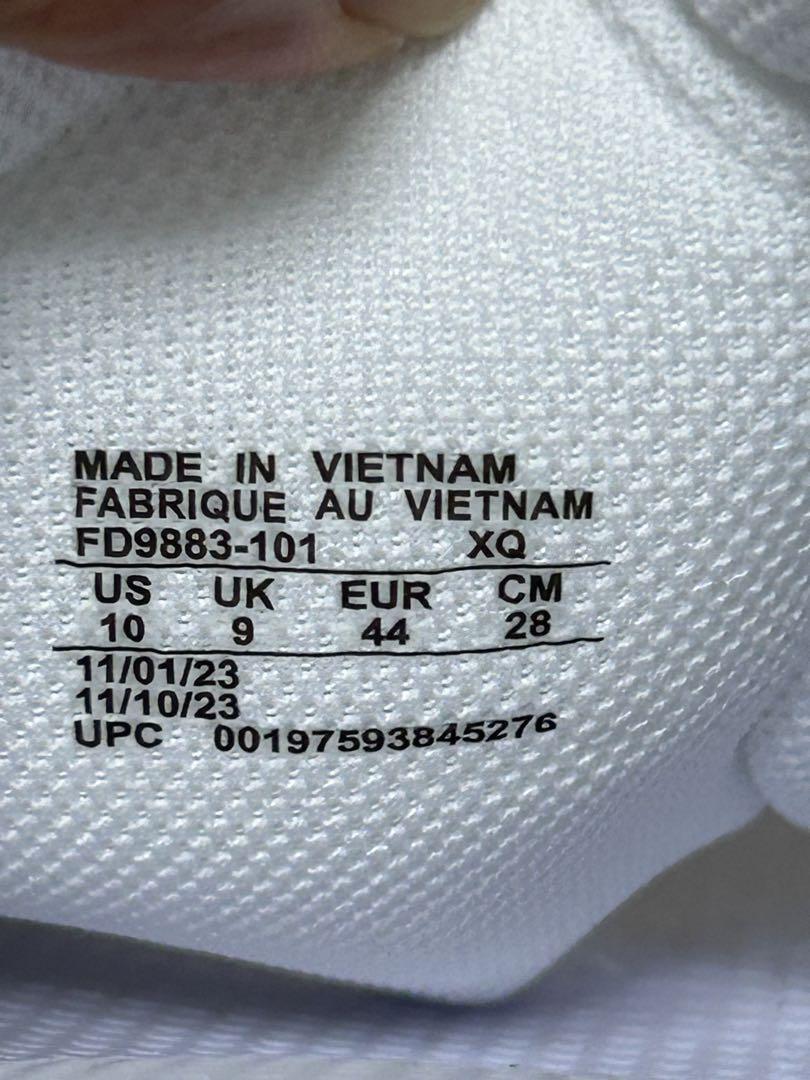 MADE IN VIETNAM
FABRIQUE AU VIETNAM
FD9883-101 XQ
US UK EUR CM
10 9 44 28
11/01/23
11/10/23
UPC 00197593845276